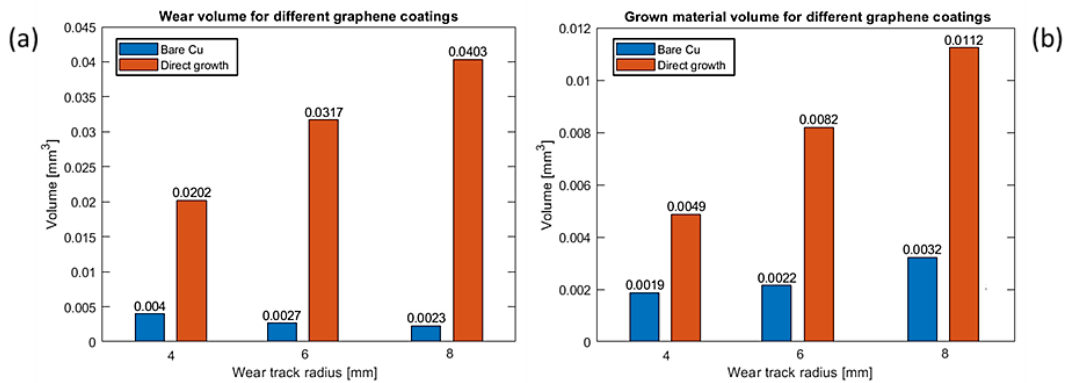 (a)
Wear volume for different graphene coatings
0.045
0.04
0.035
0.03
0.025
0.02
0.015
0.01
0.005
0
Volume [mm³]
Bare Cu
Direct growth
0.004
0.0202
0.0027
0.0317
0.0023
0.0403
4
6
8
Wear track radius [mm]
(b)
Grown material volume for different graphene coatings
0.012
0.01
0.008
0.006
0.004
0.002
0
Volume [mm³]
Bare Cu
Direct growth
0.0019
0.0049
0.0022
0.0082
0.0032
0.0112
4
6
8
Wear track radius [mm]